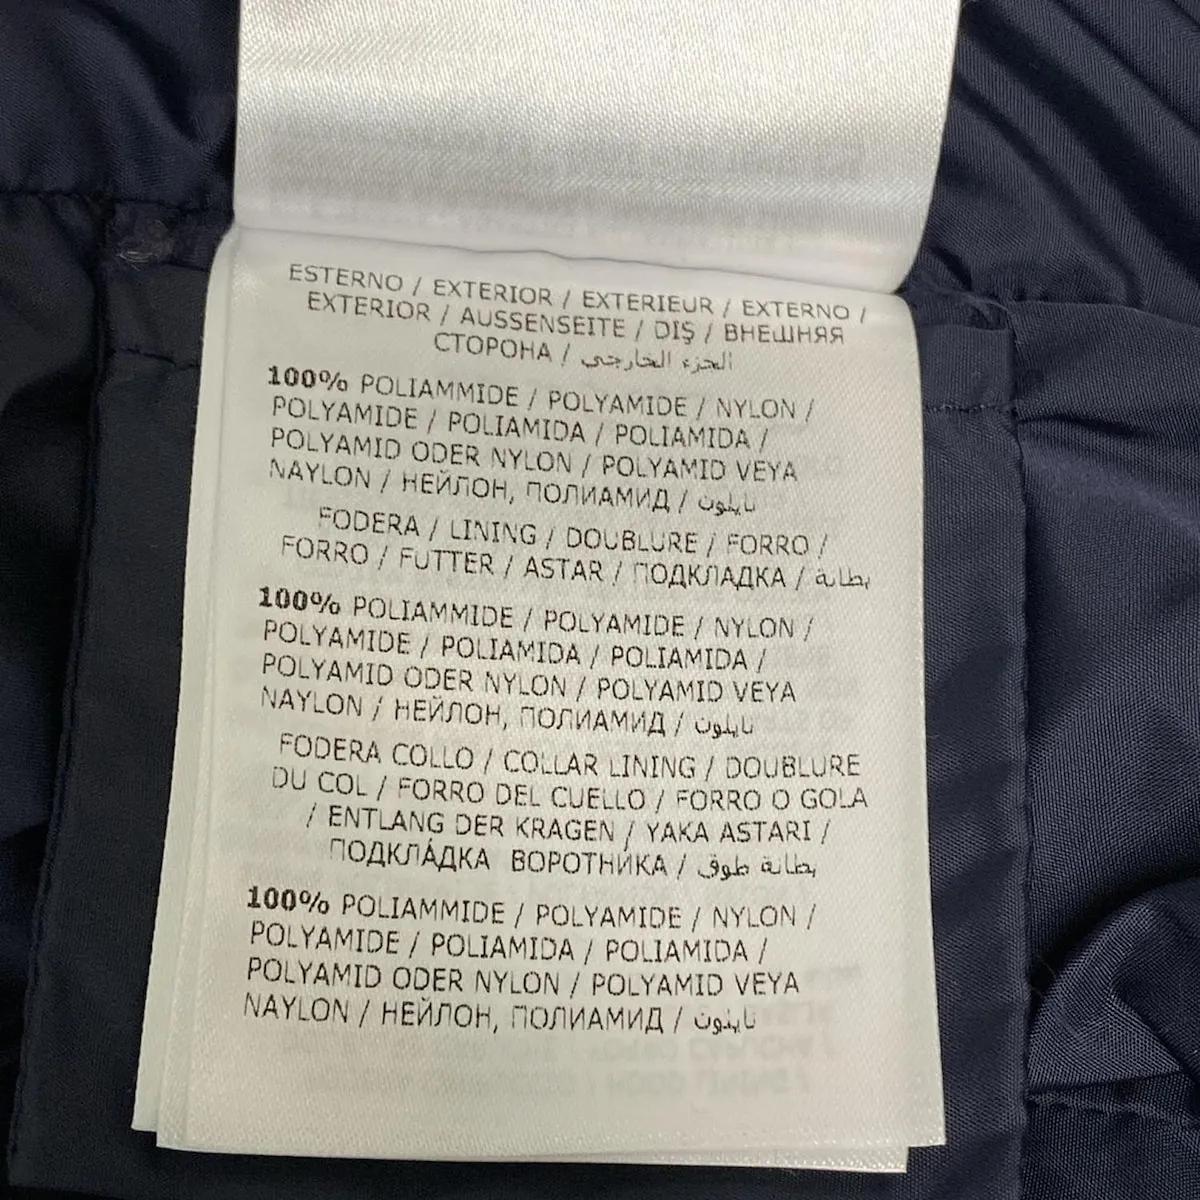 ESTERNO / EXTERIOR / EXTERIEUR / EXTERNO /
EXTERIOR / AUSSENSEITE / DIŞ / ВНЕШНЯЯ
СТОРОНА / الجزء الخارجي
100% POLIAMMIDE / POLYAMIDE / NYLON /
POLYAMIDE / POLIAMIDA / POLIAMIDA /
POLYAMID ODER NYLON / POLYAMID VEYA
NAYLON / НЕЙЛОН, ПОЛИАМИД / نايلون
FODERA / LINING / DOUBLURE / FORRO /
FORRO / FUTTER / ASTAR / ПОДКЛАДКА / بطانة
100% POLIAMMIDE / POLYAMIDE / NYLON /
POLYAMIDE / POLIAMIDA / POLIAMIDA /
POLYAMID ODER NYLON / POLYAMID VEYA
NAYLON / НЕЙЛОН, ПОЛИАМИД / نايلون
FODERA COLLO / COLLAR LINING / DOUBLURE
DU COL / FORRO DEL CUELLO / FORRO O GOLA
/ ENTLANG DER KRAGEN / YAKA ASTARI /
ПОДКЛА́ДКА ВОРОТНИ́КА / بطانة طوق
100% POLIAMMIDE / POLYAMIDE / NYLON /
POLYAMIDE / POLIAMIDA / POLIAMIDA /
POLYAMID ODER NYLON / POLYAMID VEYA
NAYLON / НЕЙЛОН, ПОЛИАМИД / نايلون